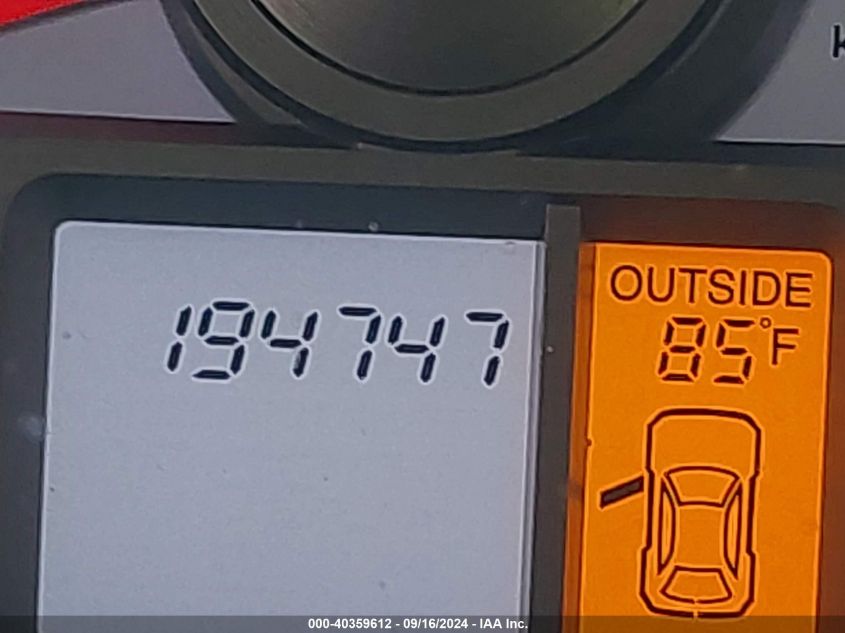 194747
OUTSIDE
85°F
000-40359612 - 09/16/2024 - IAA Inc.